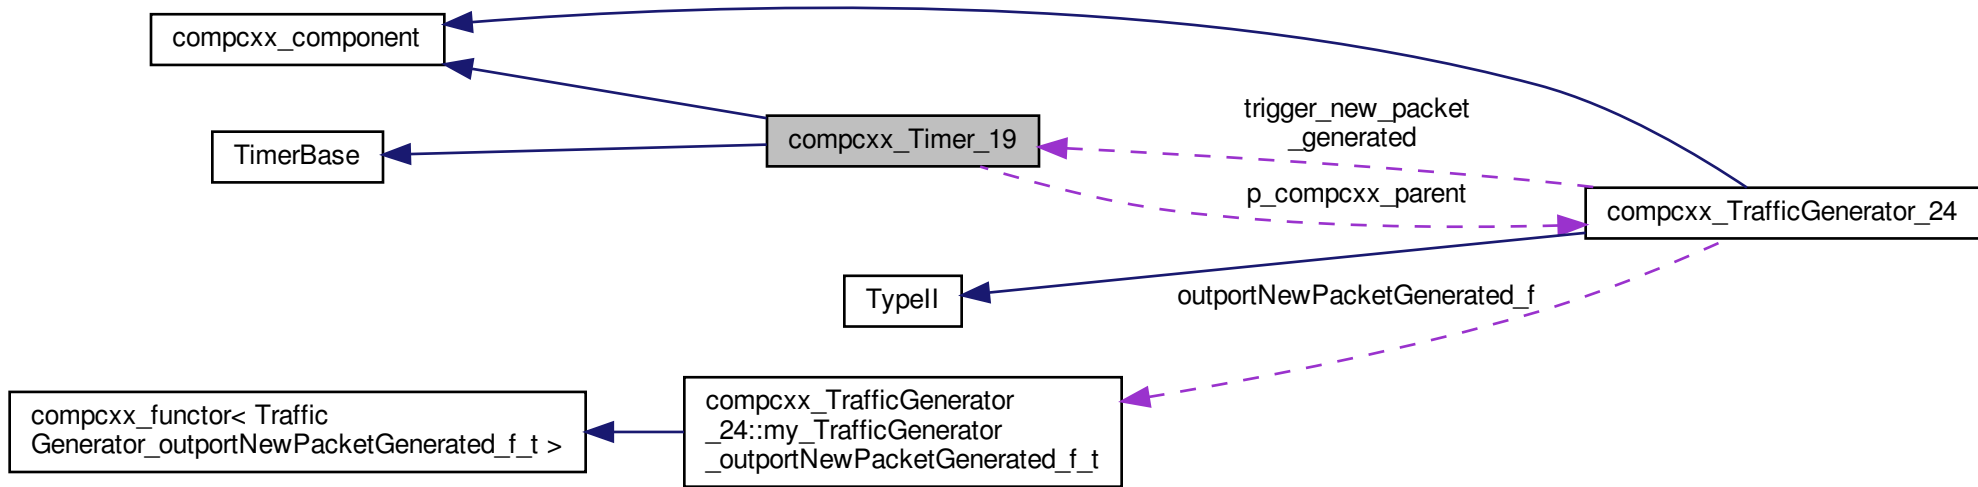 compcxx_component
TimerBase
compcxx_Timer_19
trigger_new_packet
_generated
p_compcxx_parent
compcxx_TrafficGenerator_24
TypeII
outportNewPacketGenerated_f
compcxx_functor< Traffic
Generator_outportNewPacketGenerated_f_t >
compcxx_TrafficGenerator
_24::my_TrafficGenerator
_outportNewPacketGenerated_f_t